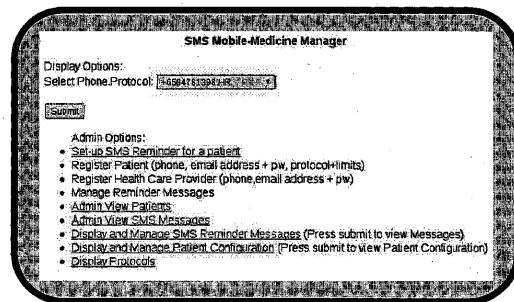 SMS Mobile-Medicine Manager
Display Options:
Select Phone.Protocol:
Submit
Admin Options:
• Set-up SMS Reminder for a patient
• Register Patient (phone, email address + pw, protocol+limits)
• Register Health Care Provider (phone,email address + pw)
• Manage Reminder Messages
• Admin View Patients
• Admin View SMS Messages
• Display and Manage SMS Reminder Messages (Press submit to view Messages)
• Display and Manage Patient Configuration (Press submit to view Patient Configuration)
• Display Protocols